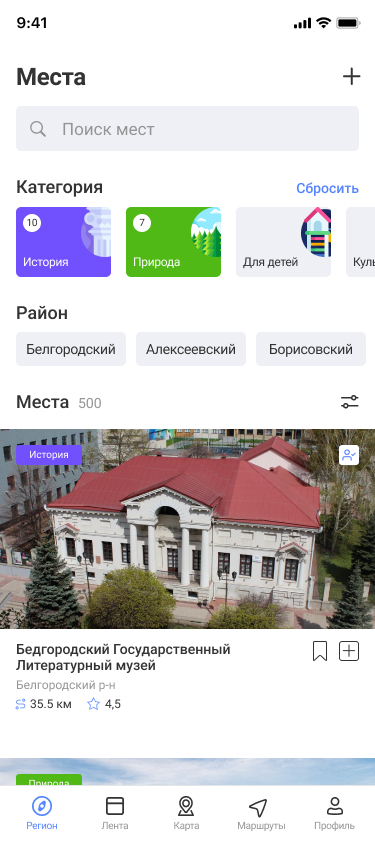 9:41
Места
Поиск мест
Категория
Сбросить
10
История
7
Природа
Для детей
Куль
Район
Белгородский
Алексеевский
Борисовский
Места 500
История
Бедгородский Государственный
Литературный музей
Белгородский р-н
35.5 км
4,5
Природа
Регион
Лента
Карта
Маршруты
Профиль